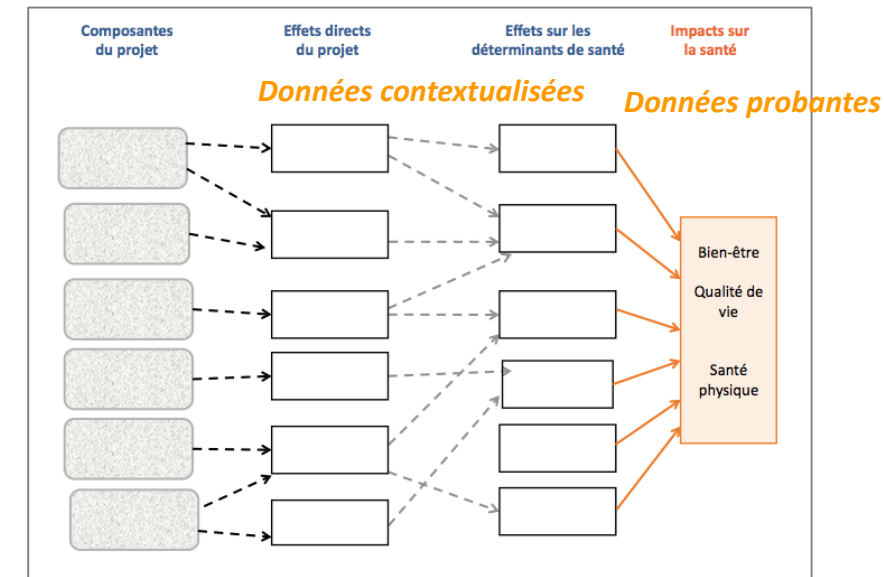 Composantes
du projet
Effets directs
du projet
Effets sur les
déterminants de santé
Impacts sur
la santé
Données contextualisées
Données probantes
Bien-être
Qualité de
vie
Santé
physique